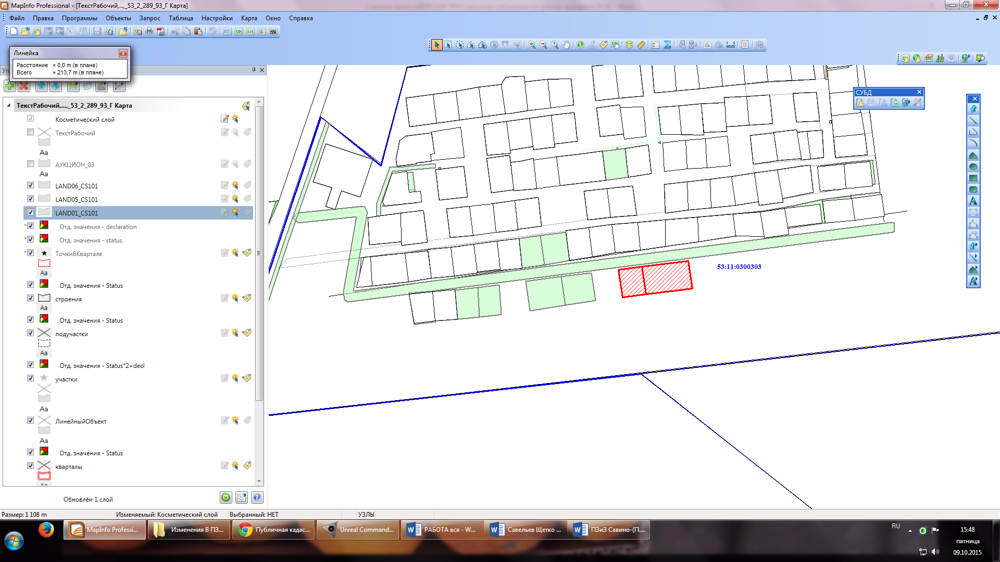 MapInfo Professional - [ТекстРабочий,...,_53_2_289_93_Г Карта]
Файл Правка Программы Объекты Запрос Таблица Настройки Карта Окно Справка
Линейка
Расстояние = 0,0 m (в плане)
Всего = 213,7 m (в плане)
ТекстРабочий,...,_53_2_289_93_Г Карта
Косметический слой
ТекстРабочий
Aa
АУКЦИОН_03
Aa
LAND06_CS101
LAND05_CS101
LAND01_CS101
Отд. значения - declaration
Отд. значения - status
ТочкиВКвартале
Aa
Отд. значения - Status
строения
Aa
Отд. значения - Status
подучастки
Aa
Отд. значения - Status*2+decl
участки
Aa
ЛинейныйОбъект
Aa
Отд. значения - Status
кварталы
Обновлён 1 слой
СУБД
53:11:0300303
Размер: 1 108 m
Изменяемый: Косметический слой
Выбранный: НЕТ
УЗЛЫ
MapInfo Professi...
Изменения В ПЗ...
Публичная кадас...
Unreal Command...
РАБОТА вся - W...
Савельев Щетко ...
ПЗиЗ Савино-(П....
RU
15:48
пятница
09.10.2015